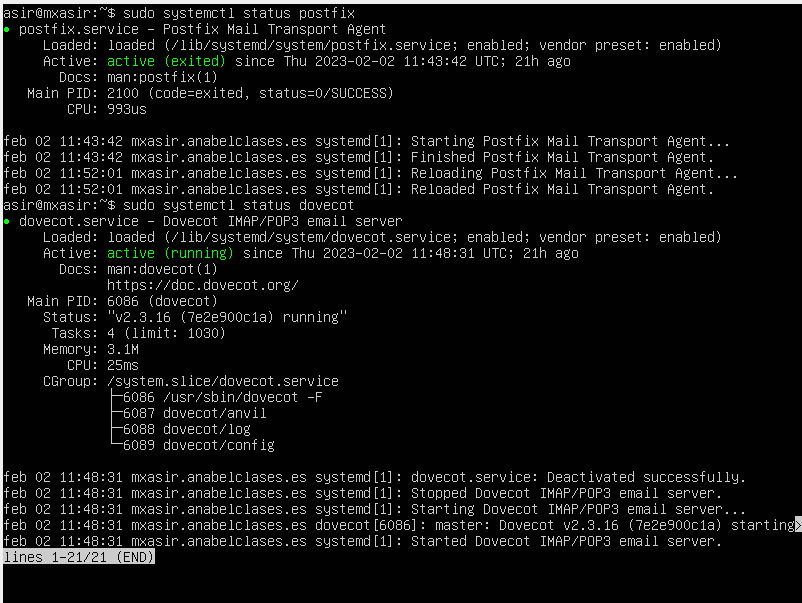 asir@mxasir:~$ sudo systemctl status postfix
● postfix.service - Postfix Mail Transport Agent
     Loaded: loaded (/lib/systemd/system/postfix.service; enabled; vendor preset: enabled)
     Active: active (exited) since Thu 2023-02-02 11:43:42 UTC; 21h ago
       Docs: man:postfix(1)
   Main PID: 2100 (code=exited, status=0/SUCCESS)
        CPU: 993us

feb 02 11:43:42 mxasir.anabelclases.es systemd[1]: Starting Postfix Mail Transport Agent...
feb 02 11:43:42 mxasir.anabelclases.es systemd[1]: Finished Postfix Mail Transport Agent.
feb 02 11:52:01 mxasir.anabelclases.es systemd[1]: Reloading Postfix Mail Transport Agent...
feb 02 11:52:01 mxasir.anabelclases.es systemd[1]: Reloaded Postfix Mail Transport Agent.
asir@mxasir:~$ sudo systemctl status dovecot
● dovecot.service - Dovecot IMAP/POP3 email server
     Loaded: loaded (/lib/systemd/system/dovecot.service; enabled; vendor preset: enabled)
     Active: active (running) since Thu 2023-02-02 11:48:31 UTC; 21h ago
       Docs: man:dovecot(1)
             https://doc.dovecot.org/
   Main PID: 6086 (dovecot)
     Status: "v2.3.16 (7e2e900c1a) running"
      Tasks: 4 (limit: 1030)
     Memory: 3.1M
        CPU: 25ms
     CGroup: /system.slice/dovecot.service
             ├─6086 /usr/sbin/dovecot -F
             ├─6087 dovecot/anvil
             ├─6088 dovecot/log
             └─6089 dovecot/config

feb 02 11:48:31 mxasir.anabelclases.es systemd[1]: dovecot.service: Deactivated successfully.
feb 02 11:48:31 mxasir.anabelclases.es systemd[1]: Stopped Dovecot IMAP/POP3 email server.
feb 02 11:48:31 mxasir.anabelclases.es systemd[1]: Starting Dovecot IMAP/POP3 email server...
feb 02 11:48:31 mxasir.anabelclases.es dovecot[6086]: master: Dovecot v2.3.16 (7e2e900c1a) starting>
feb 02 11:48:31 mxasir.anabelclases.es systemd[1]: Started Dovecot IMAP/POP3 email server.
lines 1-21/21 (END)